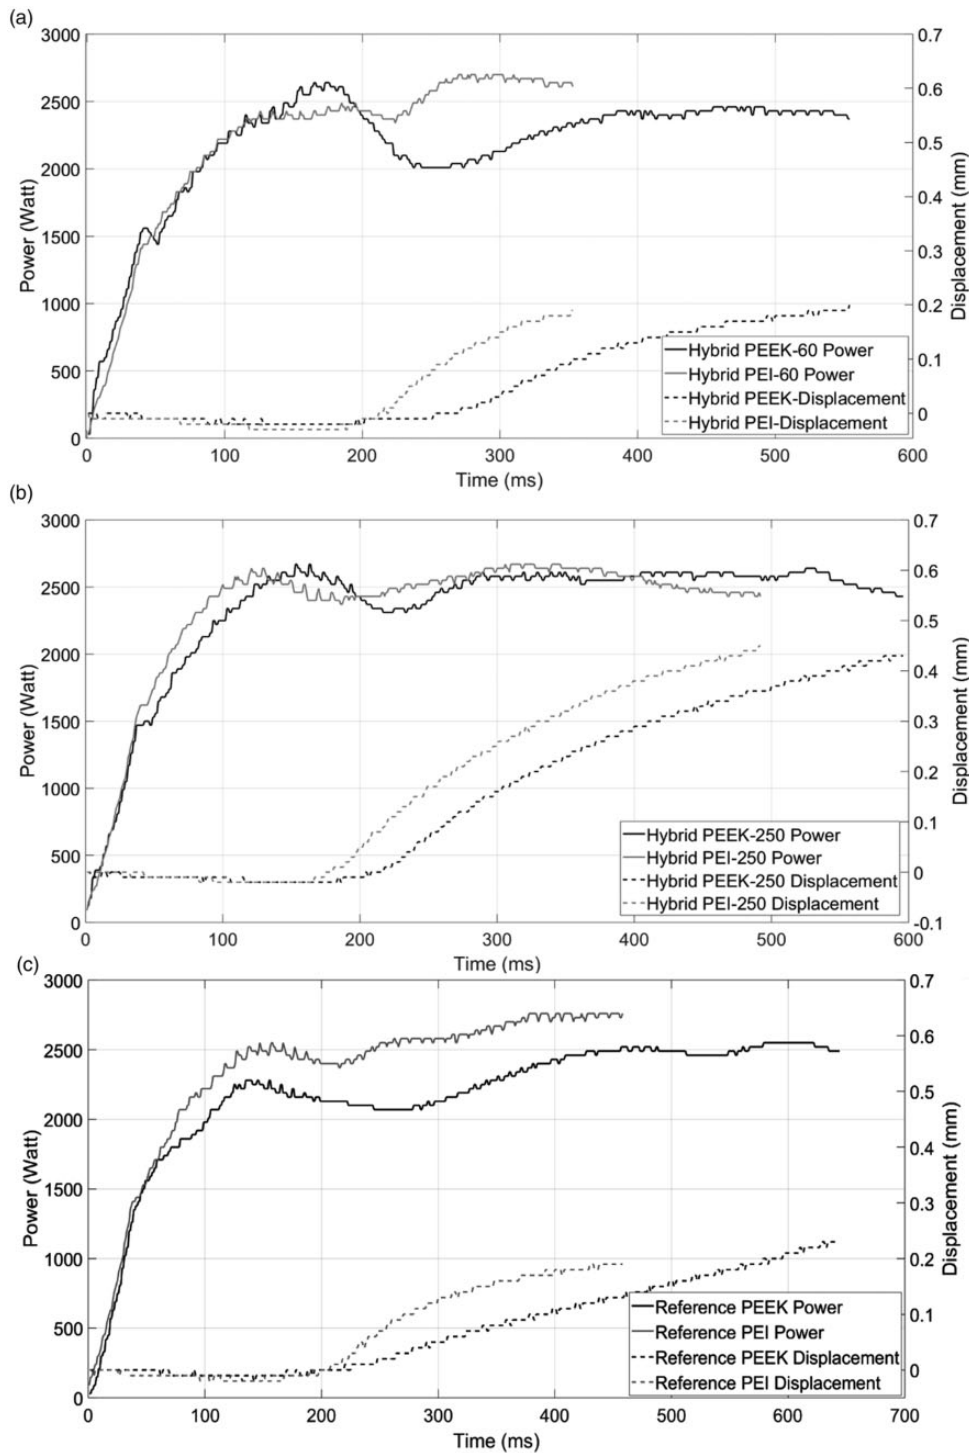 (a)
3000
2500
2000
1500
1000
500
0
Power (Watt)
0.7
0.6
0.5
0.4
0.3
0.2
0.1
0
Displacement (mm)
Hybrid PEEK-60 Power
Hybrid PEI-60 Power
Hybrid PEEK-Displacement
Hybrid PEI-Displacement
0 100 200 300 400 500 600
Time (ms)
(b)
3000
2500
2000
1500
1000
500
0
Power (Watt)
0.7
0.6
0.5
0.4
0.3
0.2
0.1
0
-0.1
Displacement (mm)
Hybrid PEEK-250 Power
Hybrid PEI-250 Power
Hybrid PEEK-250 Displacement
Hybrid PEI-250 Displacement
0 100 200 300 400 500 600
Time (ms)
(c)
3000
2500
2000
1500
1000
500
0
Power (Watt)
0.7
0.6
0.5
0.4
0.3
0.2
0.1
0
Displacement (mm)
Reference PEEK Power
Reference PEI Power
Reference PEEK Displacement
Reference PEI Displacement
0 100 200 300 400 500 600 700
Time (ms)